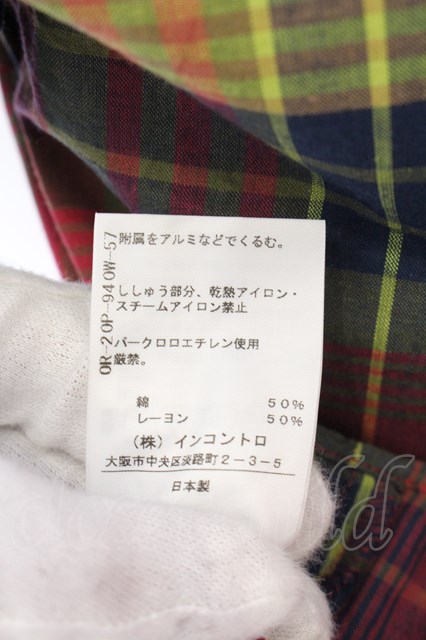 附属をアルミなどでくるむ。
ししゅう部分、乾熱アイロン・
スチームアイロン禁止
パークロロエチレン使用
厳禁。
綿 50%
レーヨン 50%
(株) インコントロ
大阪市中央区淡路町2-3-5
日本製
OR-20P-940W-57